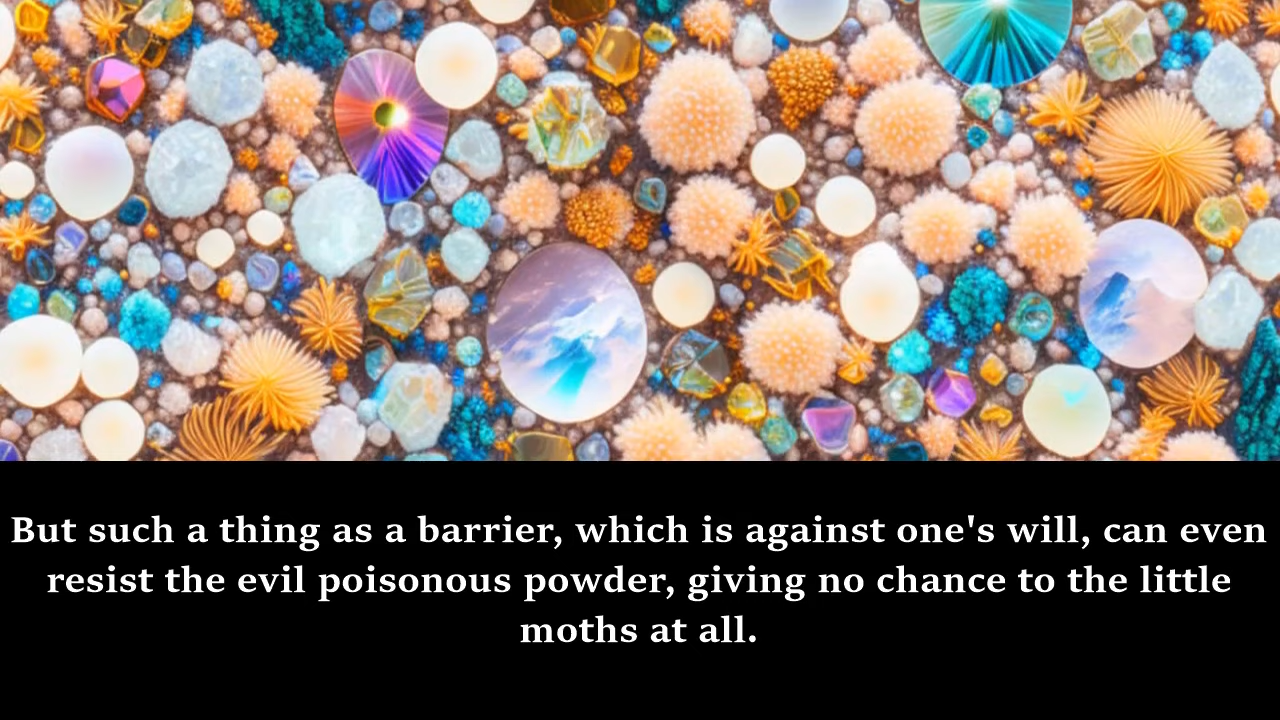 But such a thing as a barrier, which is against one's will, can even
resist the evil poisonous powder, giving no chance to the little
moths at all.